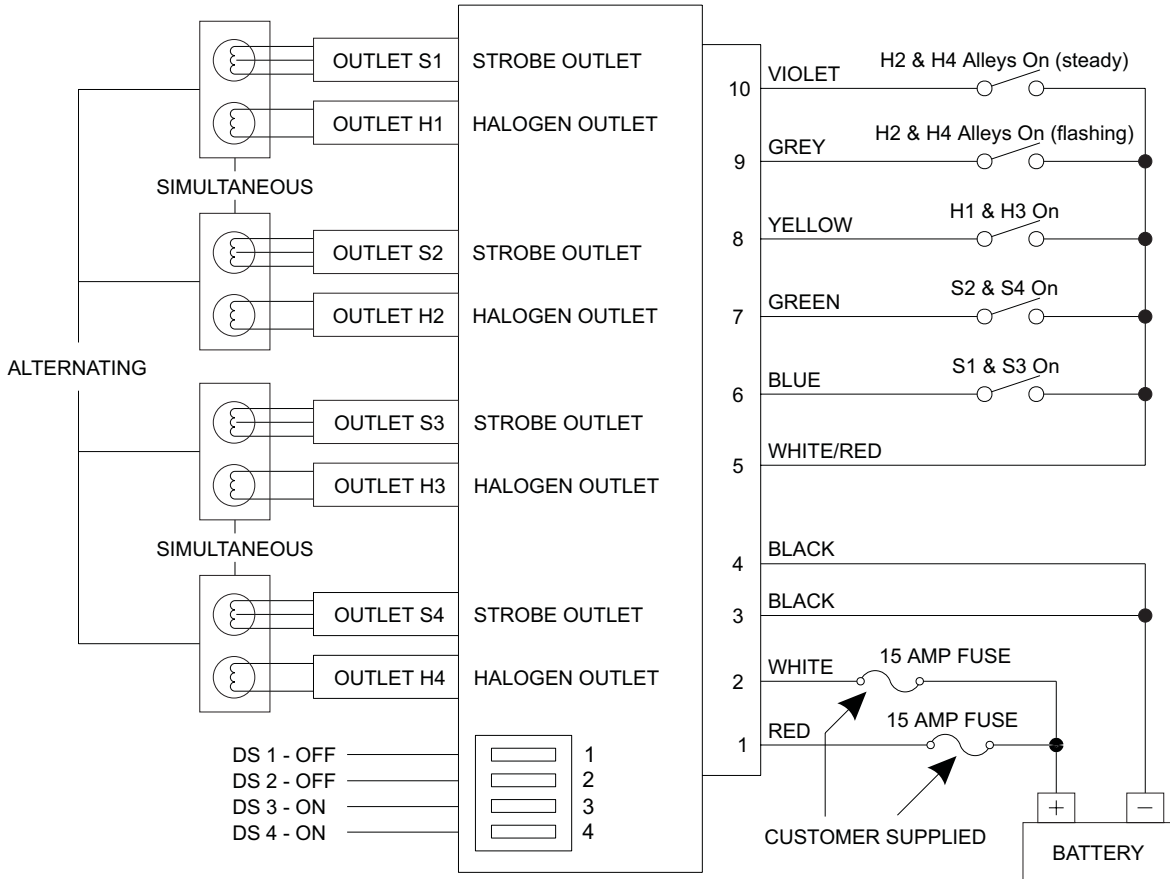 OUTLET S1
STROBE OUTLET
OUTLET H1
HALOGEN OUTLET
SIMULTANEOUS
OUTLET S2
STROBE OUTLET
OUTLET H2
HALOGEN OUTLET
ALTERNATING
OUTLET S3
STROBE OUTLET
OUTLET H3
HALOGEN OUTLET
SIMULTANEOUS
OUTLET S4
STROBE OUTLET
OUTLET H4
HALOGEN OUTLET
DS 1 - OFF
DS 2 - OFF
DS 3 - ON
DS 4 - ON
1
2
3
4
10
VIOLET
H2 & H4 Alleys On (steady)
9
GREY
H2 & H4 Alleys On (flashing)
8
YELLOW
H1 & H3 On
7
GREEN
S2 & S4 On
6
BLUE
S1 & S3 On
5
WHITE/RED
4
BLACK
3
BLACK
2
WHITE
15 AMP FUSE
1
RED
15 AMP FUSE
CUSTOMER SUPPLIED
+
−
BATTERY